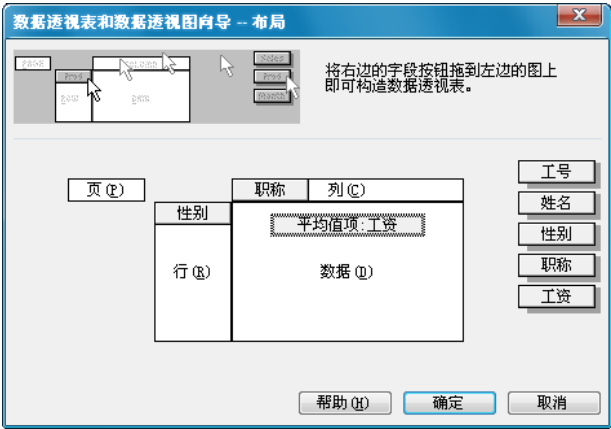 数据透视表和数据透视图向导 -- 布局
将右边的字段按钮拖到左边的图上
即可构造数据透视表。
页(P)
职称 列(C)
性别
平均值项:工资
行(R)
数据(D)
工号
姓名
性别
职称
工资
帮助(H) 确定 取消